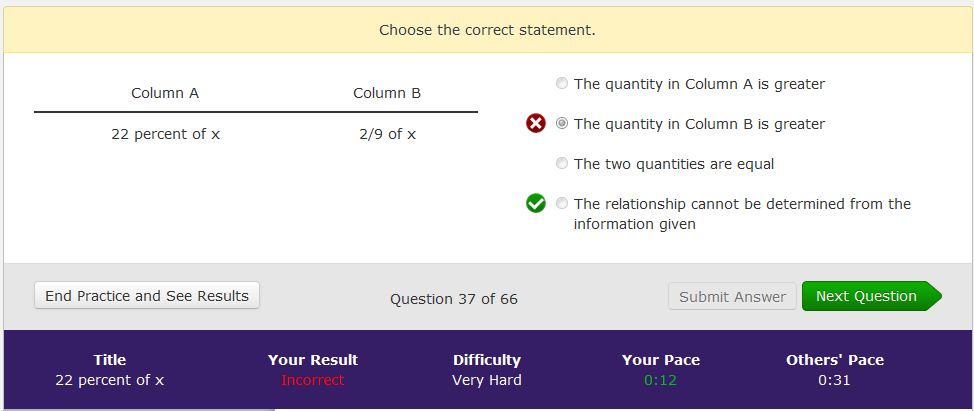 Choose the correct statement.
Column A Column B
22 percent of x 2/9 of x
The quantity in Column A is greater
The quantity in Column B is greater
The two quantities are equal
The relationship cannot be determined from the
information given
End Practice and See Results Question 37 of 66 Submit Answer Next Question
Title Your Result Difficulty Your Pace Others' Pace
22 percent of x Incorrect Very Hard 0:12 0:31